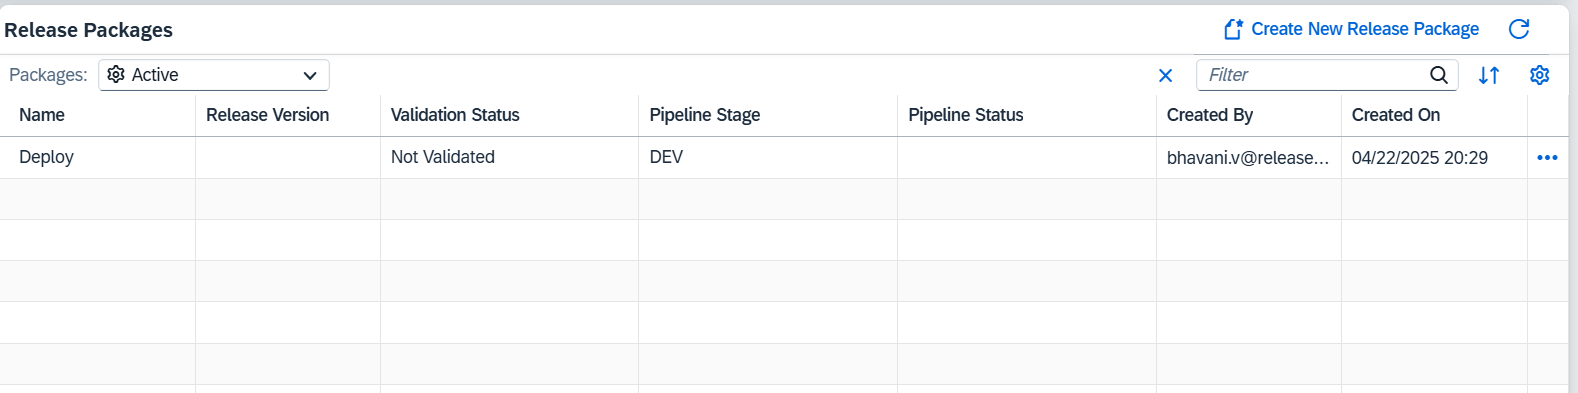 Release Packages
Create New Release Package
Packages: Active
Filter
Name Release Version Validation Status Pipeline Stage Pipeline Status Created By Created On
Deploy Not Validated DEV bhavani.v@release... 04/22/2025 20:29